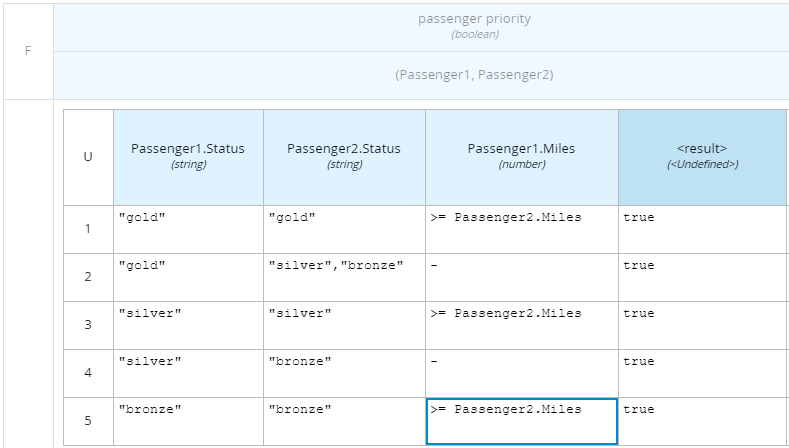 passenger priority
(boolean)
F
(Passenger1, Passenger2)
U
Passenger1.Status
(string)
Passenger2.Status
(string)
Passenger1.Miles
(number)
<result>
(<Undefined>)
1 "gold" "gold" >= Passenger2.Miles true
2 "gold" "silver","bronze" - true
3 "silver" "silver" >= Passenger2.Miles true
4 "silver" "bronze" - true
5 "bronze" "bronze" >= Passenger2.Miles true